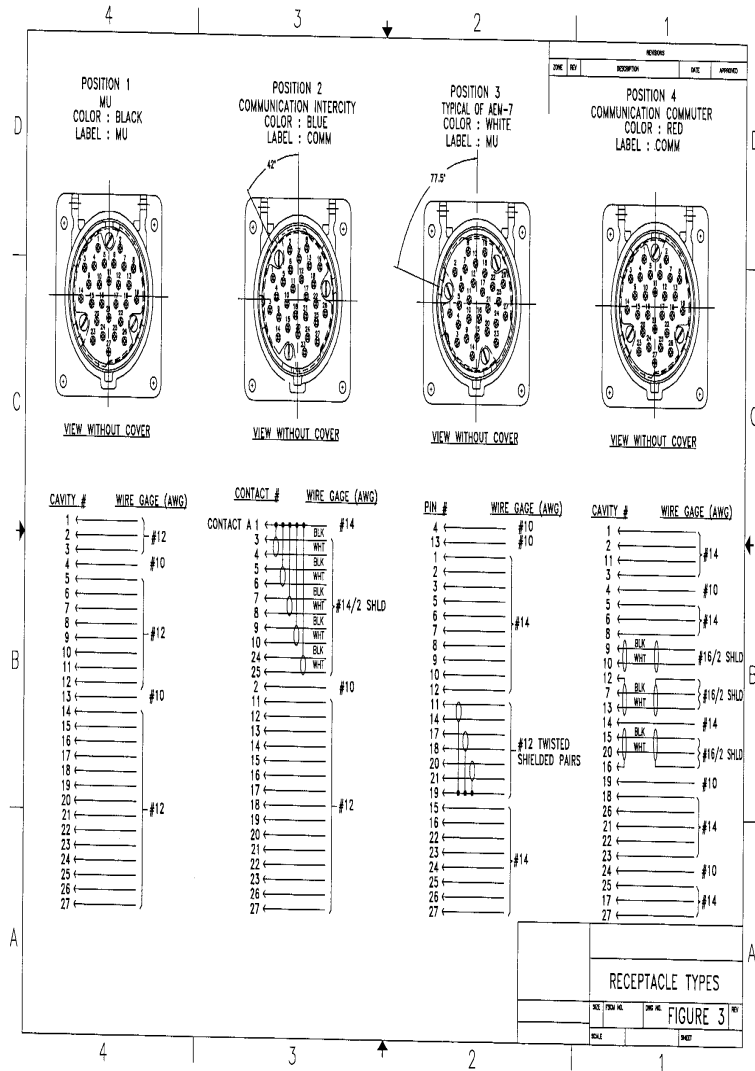 4 3 2 1
REVISIONS
ZONE REV DESCRIPTION DATE APPROVED
POSITION 1
MU
COLOR : BLACK
LABEL : MU
POSITION 2
COMMUNICATION INTERCITY
COLOR : BLUE
LABEL : COMM
POSITION 3
TYPICAL OF AEM-7
COLOR : WHITE
LABEL : MU
POSITION 4
COMMUNICATION COMMUTER
COLOR : RED
LABEL : COMM
D
D
42°
77.5°
C
C
VIEW WITHOUT COVER
VIEW WITHOUT COVER
VIEW WITHOUT COVER
VIEW WITHOUT COVER
CAVITY # WIRE GAGE (AWG)
1
2 #12
3
4 #10
5
6
7
8
9 #12
10
11
12
13 #10
14
15
16
17
18
19
20
21 #12
22
23
24
25
26
27
CONTACT # WIRE GAGE (AWG)
CONTACT A 1 #14
3 BLK
4 WHT
5 BLK
6 WHT
7 BLK
8 WHT #14/2 SHLD
9 BLK
10 WHT
24 BLK
25 WHT
2 #10
11
12
13
14
15
16
17
18 #12
19
20
21
22
23
26
27
PIN # WIRE GAGE (AWG)
4 #10
13 #10
1
2
3
5
6 #14
7
8
9
10
12
11
14
17 #12 TWISTED
18 SHIELDED PAIRS
20
21
19
15
16
22
23 #14
24
25
26
27
CAVITY # WIRE GAGE (AWG)
1
2 #14
11
3
4 #10
5
6 #14
8
9 BLK #16/2 SHLD
10 WHT
12
7 BLK #16/2 SHLD
13 WHT
14 #14
15 BLK
20 WHT #16/2 SHLD
16
19 #10
18
26
21 #14
22
23
24 #10
25
17 #14
27
B
B
A
A
RECEPTACLE TYPES
SIZE FSCM NO. DWG NO. FIGURE 3 REV
SCALE SHEET
4 3 2 1